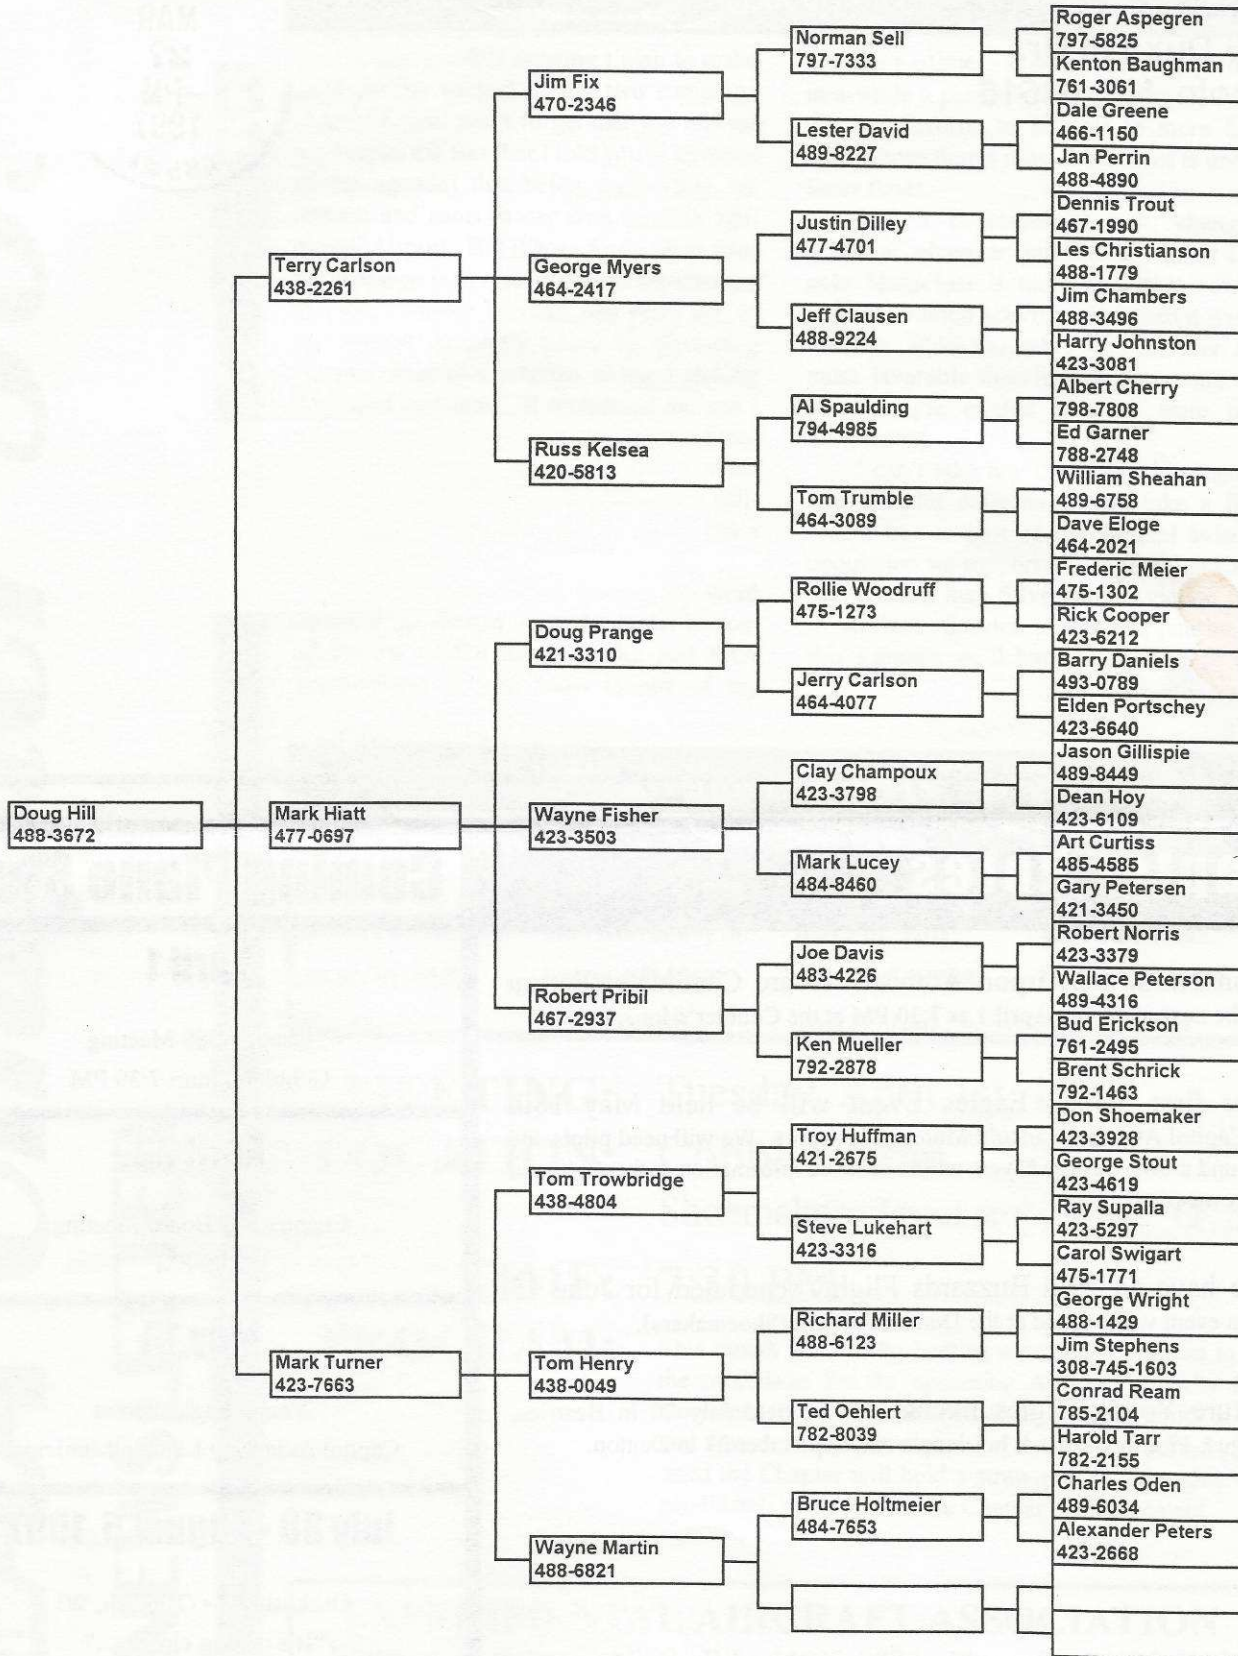 Doug Hill
488-3672
Terry Carlson
438-2261
Mark Hiatt
477-0697
Mark Turner
423-7663
Jim Fix
470-2346
George Myers
464-2417
Russ Kelsea
420-5813
Doug Prange
421-3310
Wayne Fisher
423-3503
Robert Pribil
467-2937
Tom Trowbridge
438-4804
Tom Henry
438-0049
Wayne Martin
488-6821
Norman Sell
797-7333
Lester David
489-8227
Justin Dilley
477-4701
Jeff Clausen
488-9224
Al Spaulding
794-4985
Tom Trumble
464-3089
Rollie Woodruff
475-1273
Jerry Carlson
464-4077
Clay Champoux
423-3798
Mark Lucey
484-8460
Joe Davis
483-4226
Ken Mueller
792-2878
Troy Huffman
421-2675
Steve Lukehart
423-3316
Richard Miller
488-6123
Ted Oehlert
782-8039
Bruce Holtmeier
484-7653
Roger Aspegren
797-5825
Kenton Baughman
761-3061
Dale Greene
466-1150
Jan Perrin
488-4890
Dennis Trout
467-1990
Les Christianson
488-1779
Jim Chambers
488-3496
Harry Johnston
423-3081
Albert Cherry
798-7808
Ed Garner
788-2748
William Sheahan
489-6758
Dave Eloge
464-2021
Frederic Meier
475-1302
Rick Cooper
423-6212
Barry Daniels
493-0789
Elden Portschey
423-6640
Jason Gillispie
489-8449
Dean Hoy
423-6109
Art Curtiss
485-4585
Gary Petersen
421-3450
Robert Norris
423-3379
Wallace Peterson
489-4316
Bud Erickson
761-2495
Brent Schrick
792-1463
Don Shoemaker
423-3928
George Stout
423-4619
Ray Supalla
423-5297
Carol Swigart
475-1771
George Wright
488-1429
Jim Stephens
308-745-1603
Conrad Ream
785-2104
Harold Tarr
782-2155
Charles Oden
489-6034
Alexander Peters
423-2668